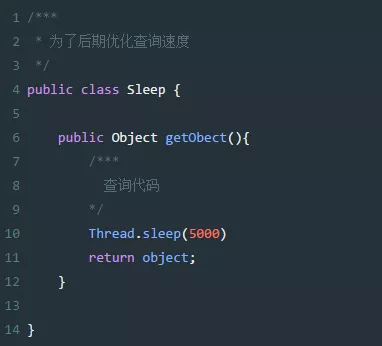 1 /***
2 * 为了后期优化查询速度
3 */
4 public class Sleep {
5
6 public Object getObect(){
7 /***
8 查询代码
9 */
10 Thread.sleep(5000)
11 return object;
12 }
13
14 }